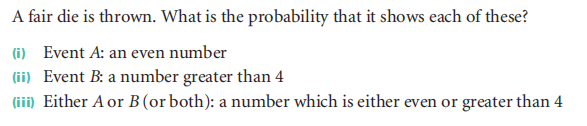 A fair die is thrown. What is the probability that it shows each of these?
(i) Event A: an even number
(ii) Event B: a number greater than 4
(iii) Either A or B (or both): a number which is either even or greater than 4